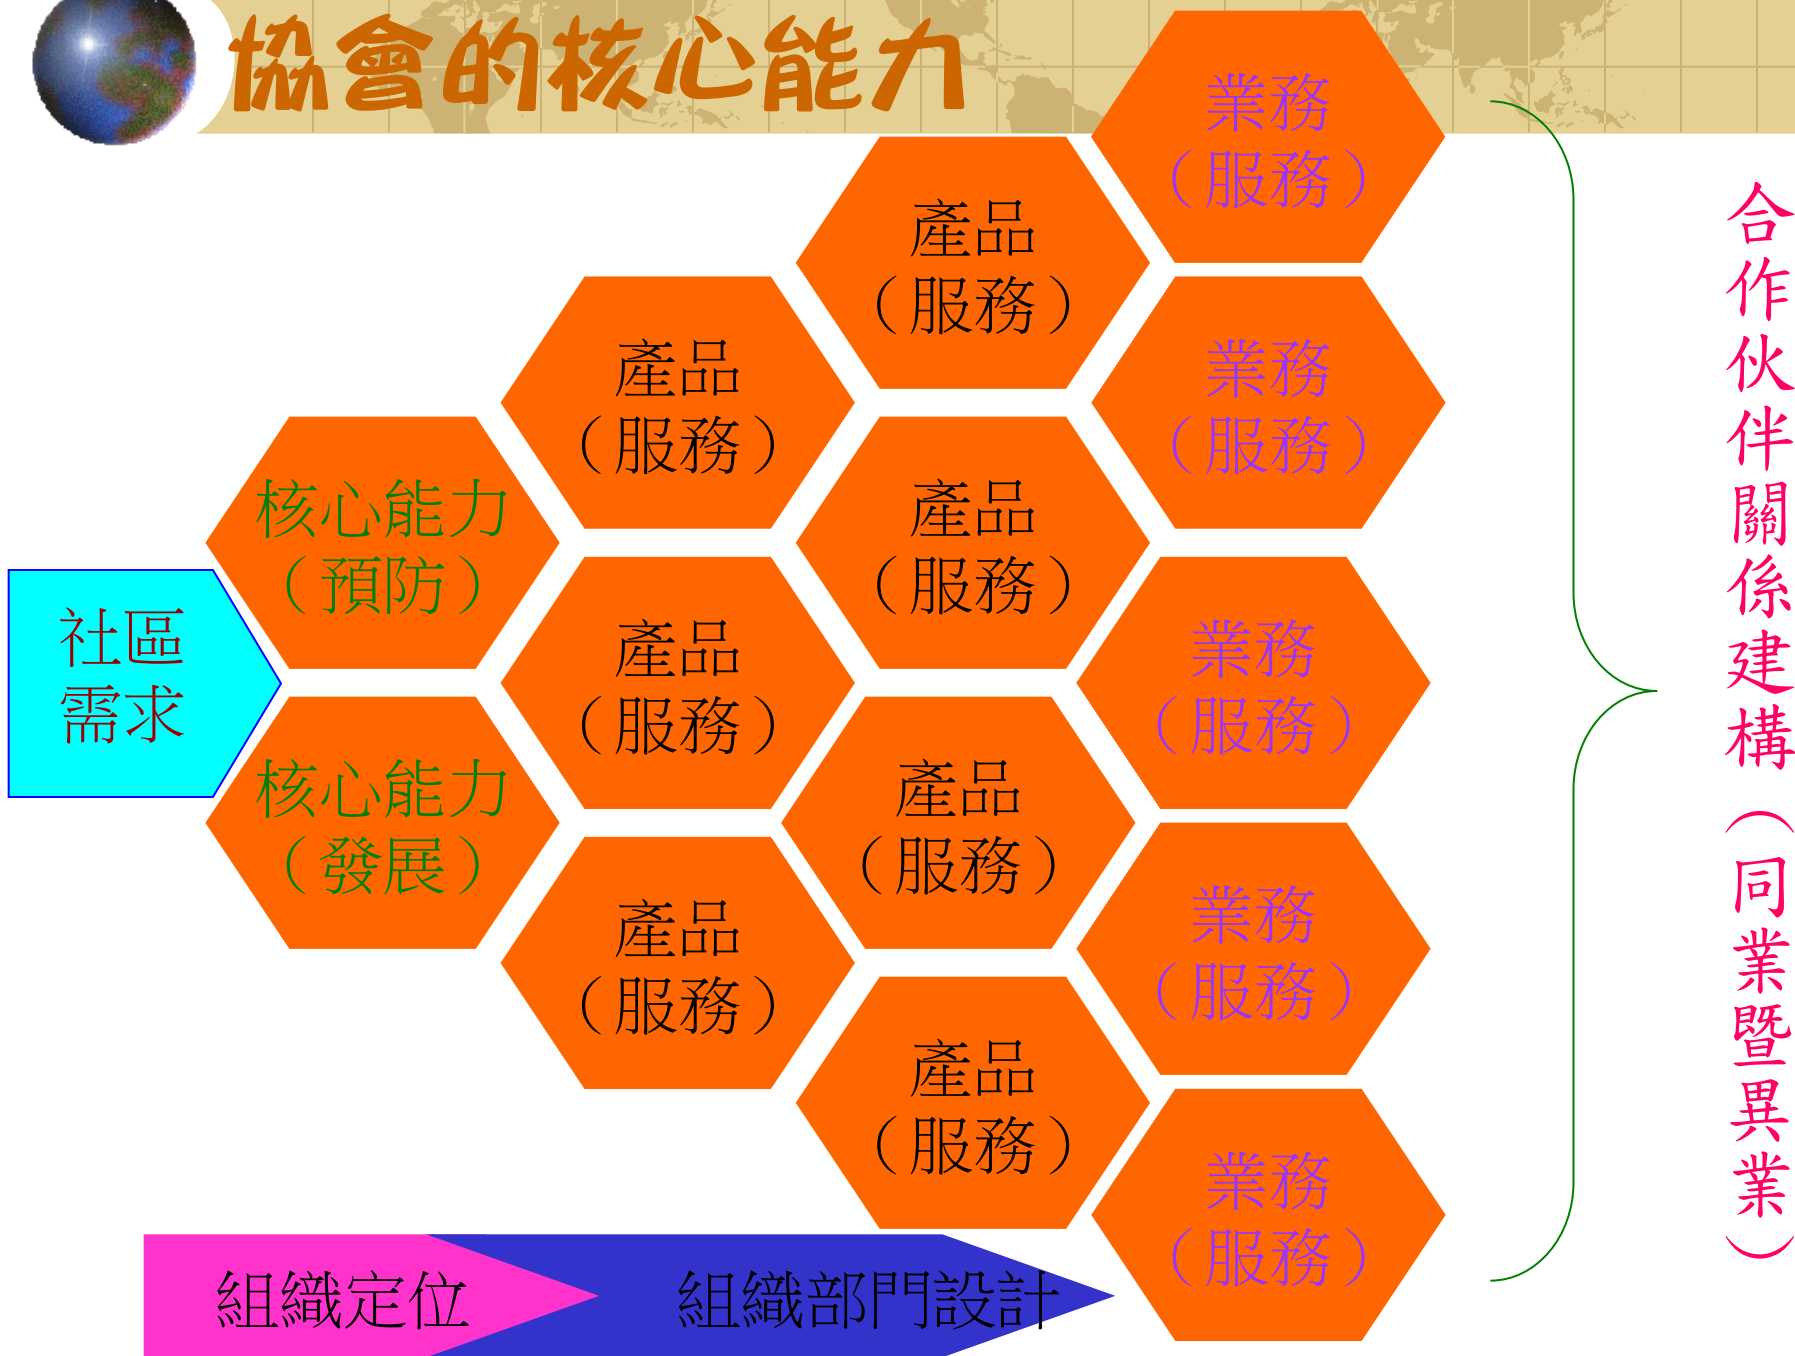 協會的核心能力
社區
需求
核心能力
（預防）
核心能力
（發展）
產品
（服務）
產品
（服務）
產品
（服務）
產品
（服務）
產品
（服務）
產品
（服務）
產品
（服務）
業務
（服務）
業務
（服務）
業務
（服務）
業務
（服務）
業務
（服務）
合作伙伴關係建構（同業暨異業）
組織定位
組織部門設計